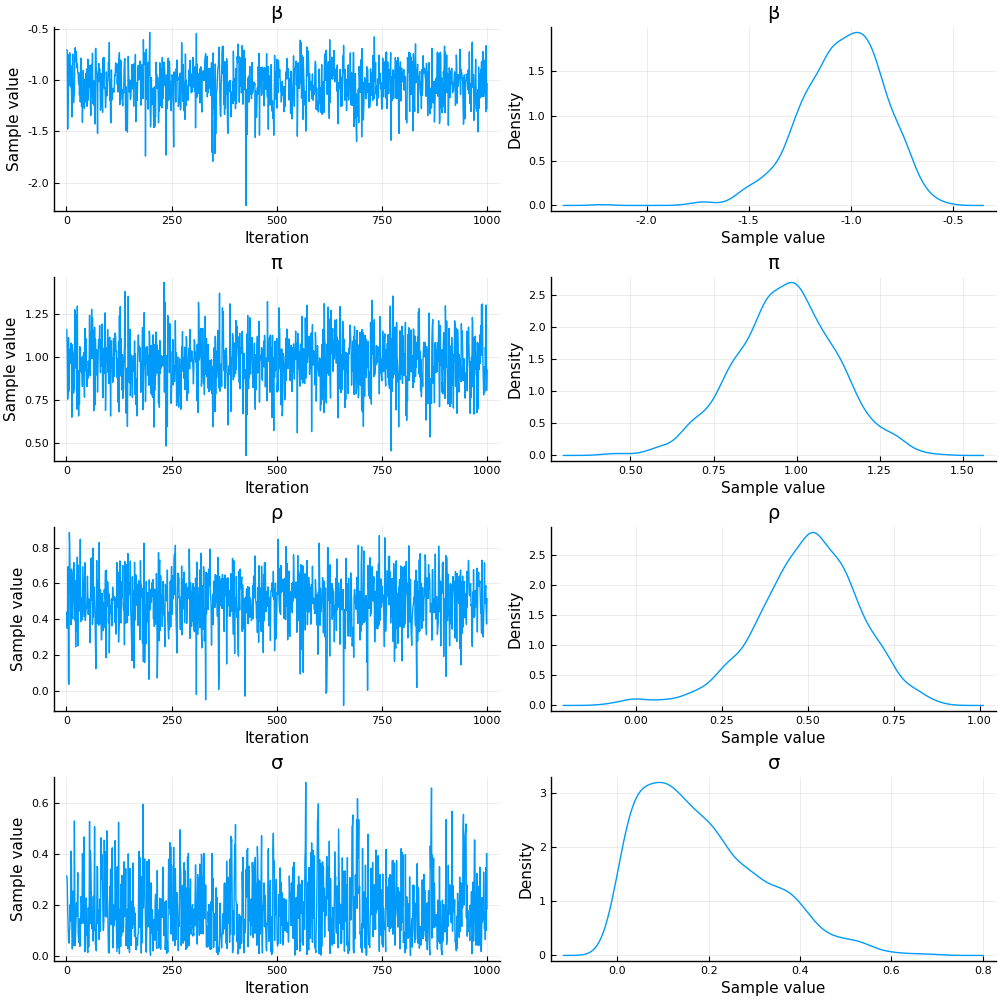 β
-0.5
-1.0
-1.5
-2.0
Sample value
0 250 500 750 1000
Iteration
β
1.5
1.0
0.5
0.0
Density
-2.0 -1.5 -1.0 -0.5
Sample value
π
1.25
1.00
0.75
0.50
Sample value
0 250 500 750 1000
Iteration
π
2.5
2.0
1.5
1.0
0.5
0.0
Density
0.50 0.75 1.00 1.25 1.50
Sample value
ρ
0.8
0.6
0.4
0.2
0.0
Sample value
0 250 500 750 1000
Iteration
ρ
2.5
2.0
1.5
1.0
0.5
0.0
Density
0.00 0.25 0.50 0.75 1.00
Sample value
σ
0.6
0.4
0.2
0.0
Sample value
0 250 500 750 1000
Iteration
σ
3
2
1
0
Density
0.0 0.2 0.4 0.6 0.8
Sample value